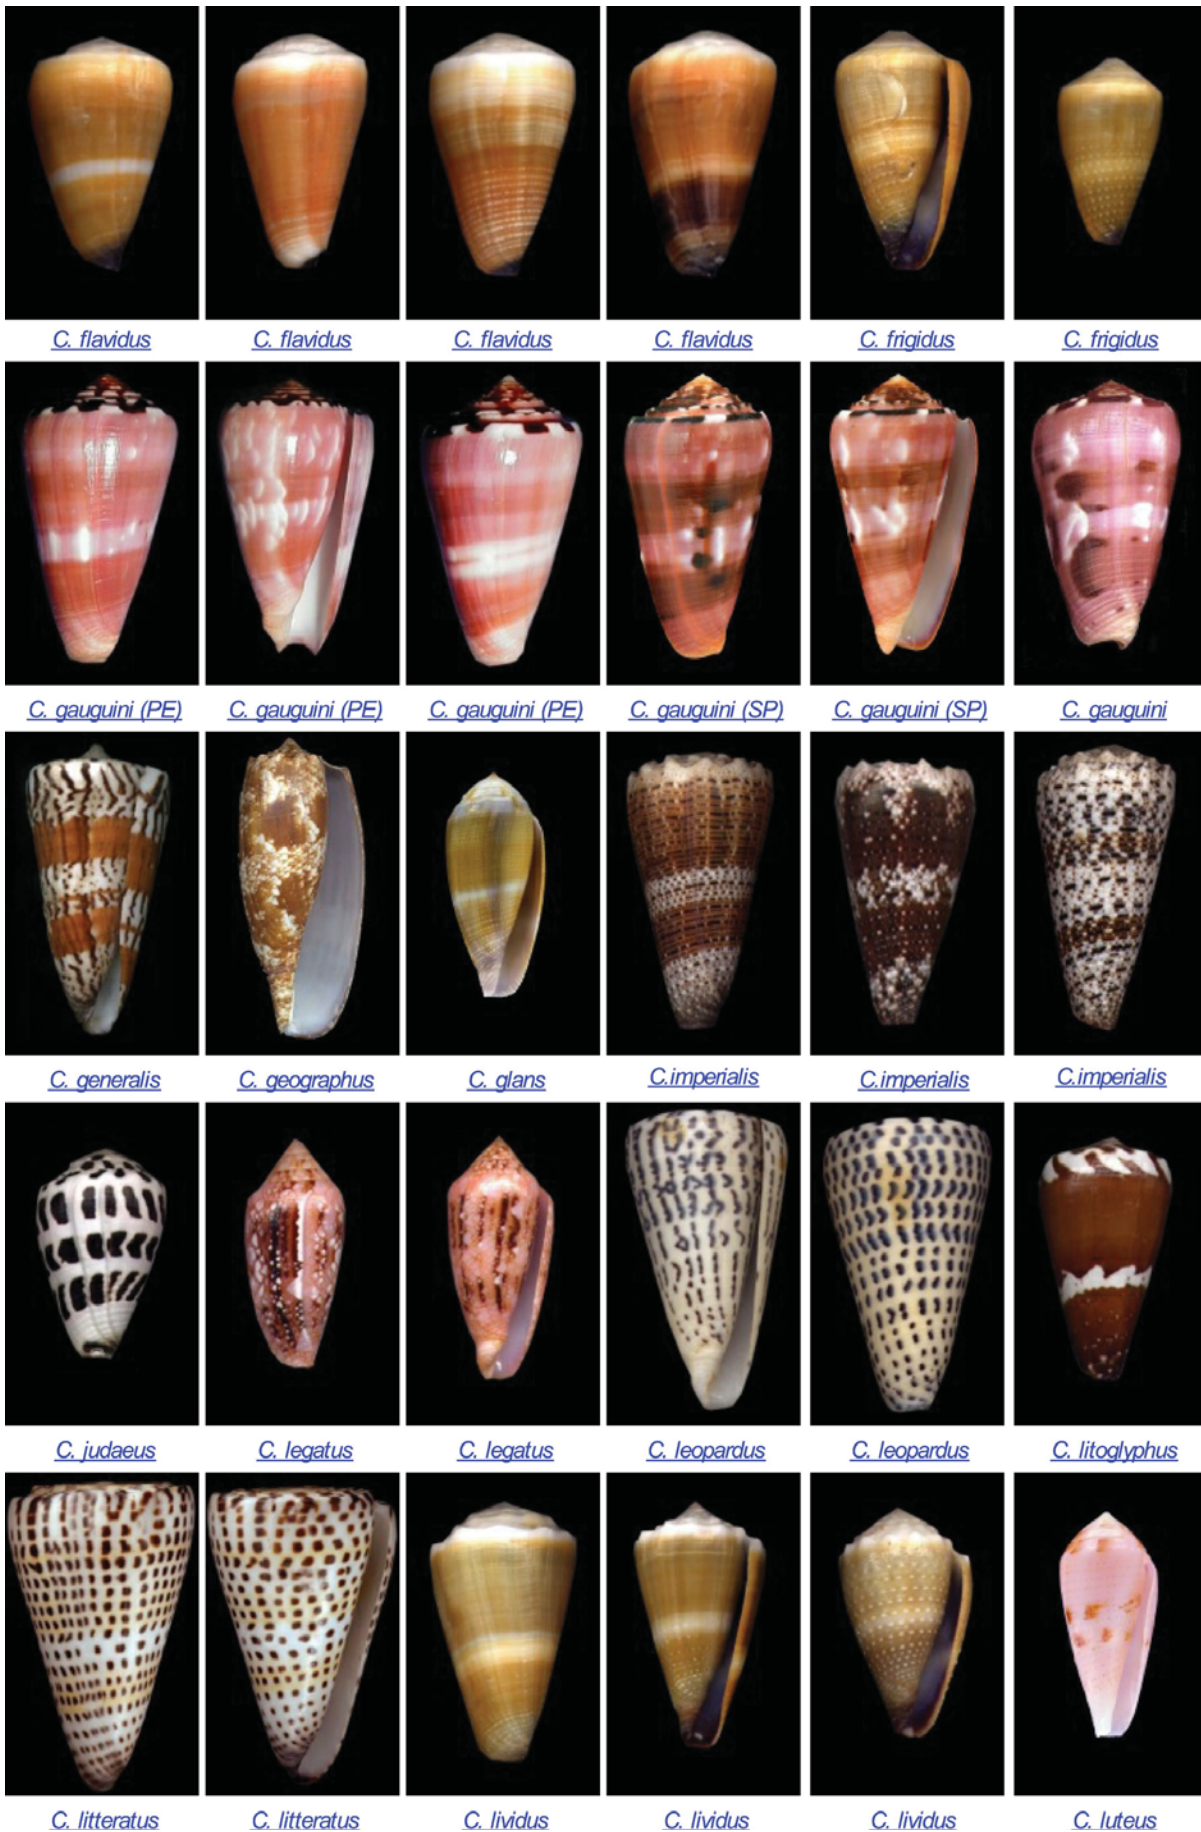 C. flavidus C. flavidus C. flavidus C. flavidus C. frigidus C. frigidus
C. gauguini (PE) C. gauguini (PE) C. gauguini (PE) C. gauguini (SP) C. gauguini (SP) C. gauguini
C. generalis C. geographus C. glans C.imperialis C.imperialis C.imperialis
C. judaeus C. legatus C. legatus C. leopardus C. leopardus C. litoglyphus
C. litteratus C. litteratus C. lividus C. lividus C. lividus C. luteus